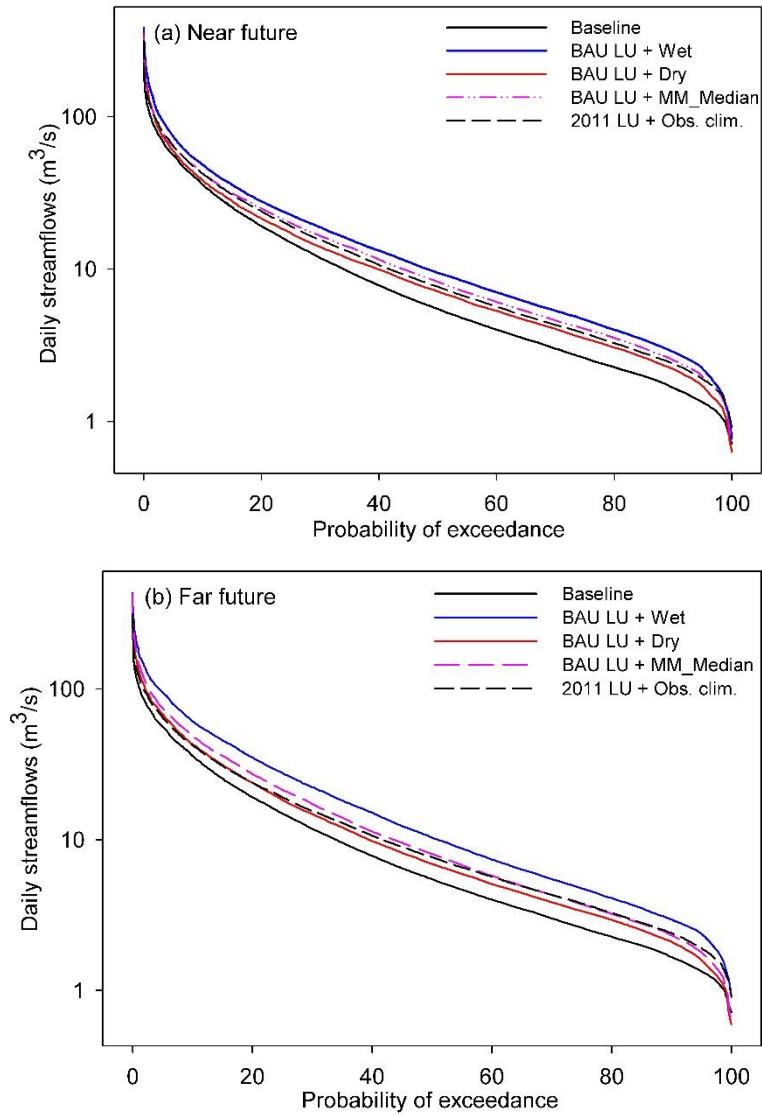 (a) Near future
Baseline
BAU LU + Wet
BAU LU + Dry
BAU LU + MM_Median
2011 LU + Obs. clim.
Daily streamflows (m³/s)
100
10
1
0 20 40 60 80 100
Probability of exceedance
(b) Far future
Baseline
BAU LU + Wet
BAU LU + Dry
BAU LU + MM_Median
2011 LU + Obs. clim.
Daily streamflows (m³/s)
100
10
1
0 20 40 60 80 100
Probability of exceedance